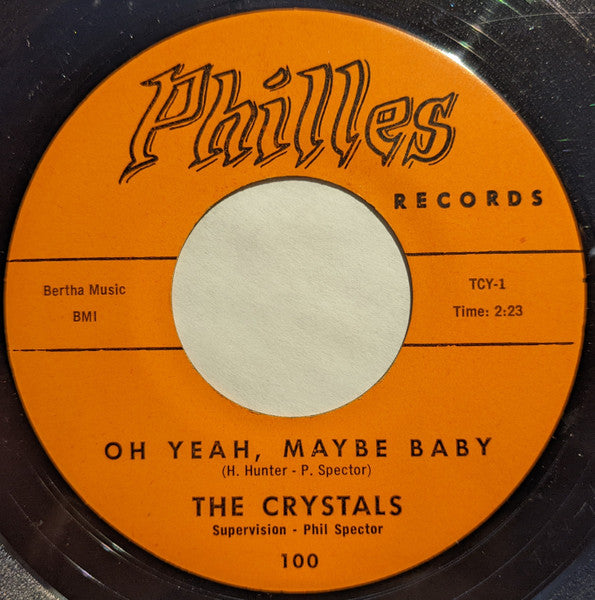 Philles
RECORDS
Bertha Music
BMI
TCY-1
Time: 2:23
OH YEAH, MAYBE BABY
(H. Hunter - P. Spector)
THE CRYSTALS
Supervision - Phil Spector
100